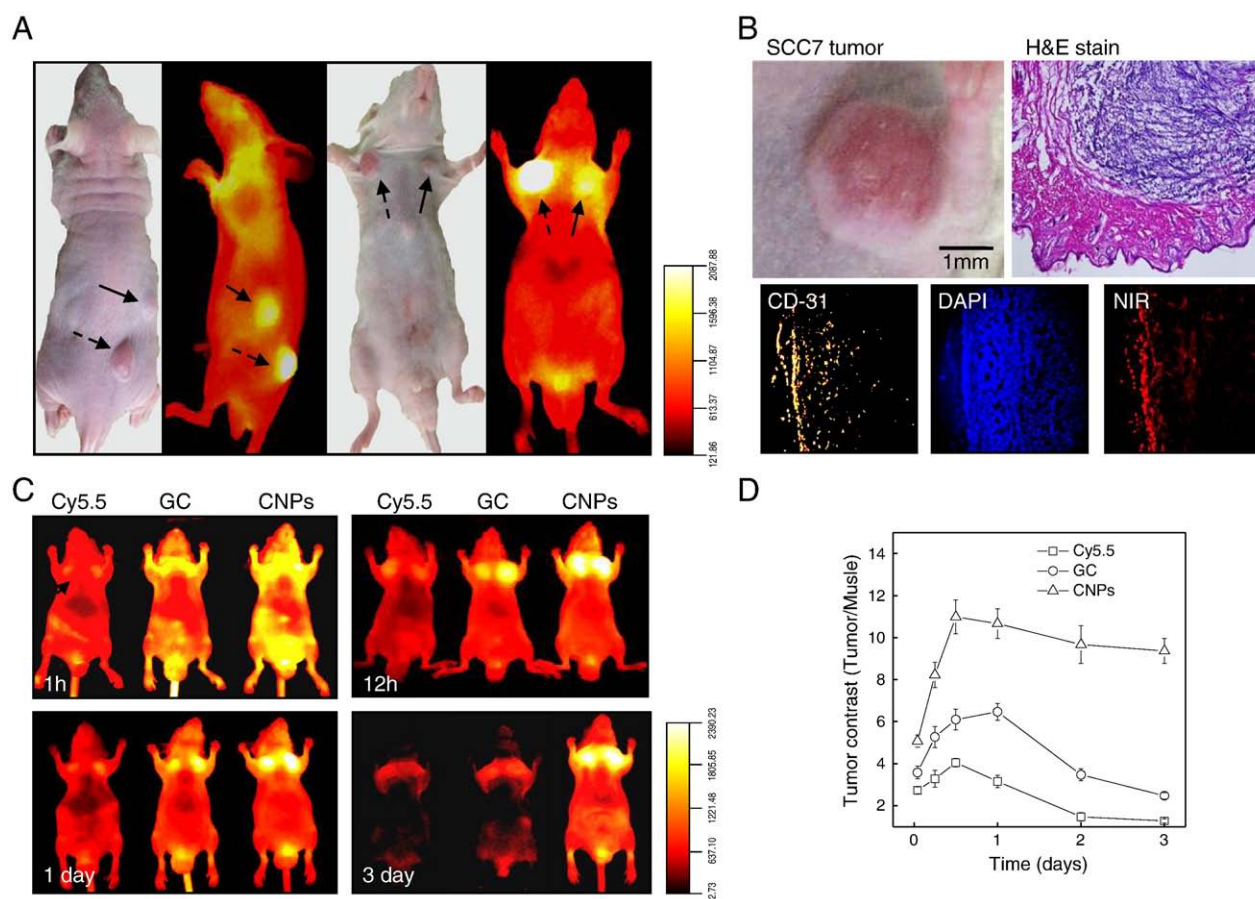 A
2087.88
1596.38
1104.87
613.37
121.86
B
SCC7 tumor
H&E stain
1mm
CD-31
DAPI
NIR
C
Cy5.5 GC CNPs
1h
Cy5.5 GC CNPs
12h
1 day
3 day
2390.23
1805.85
1221.48
637.10
2.73
D
Tumor contrast (Tumor/Musle)
14
12
10
8
6
4
2
Cy5.5
GC
CNPs
0 1 2 3
Time (days)